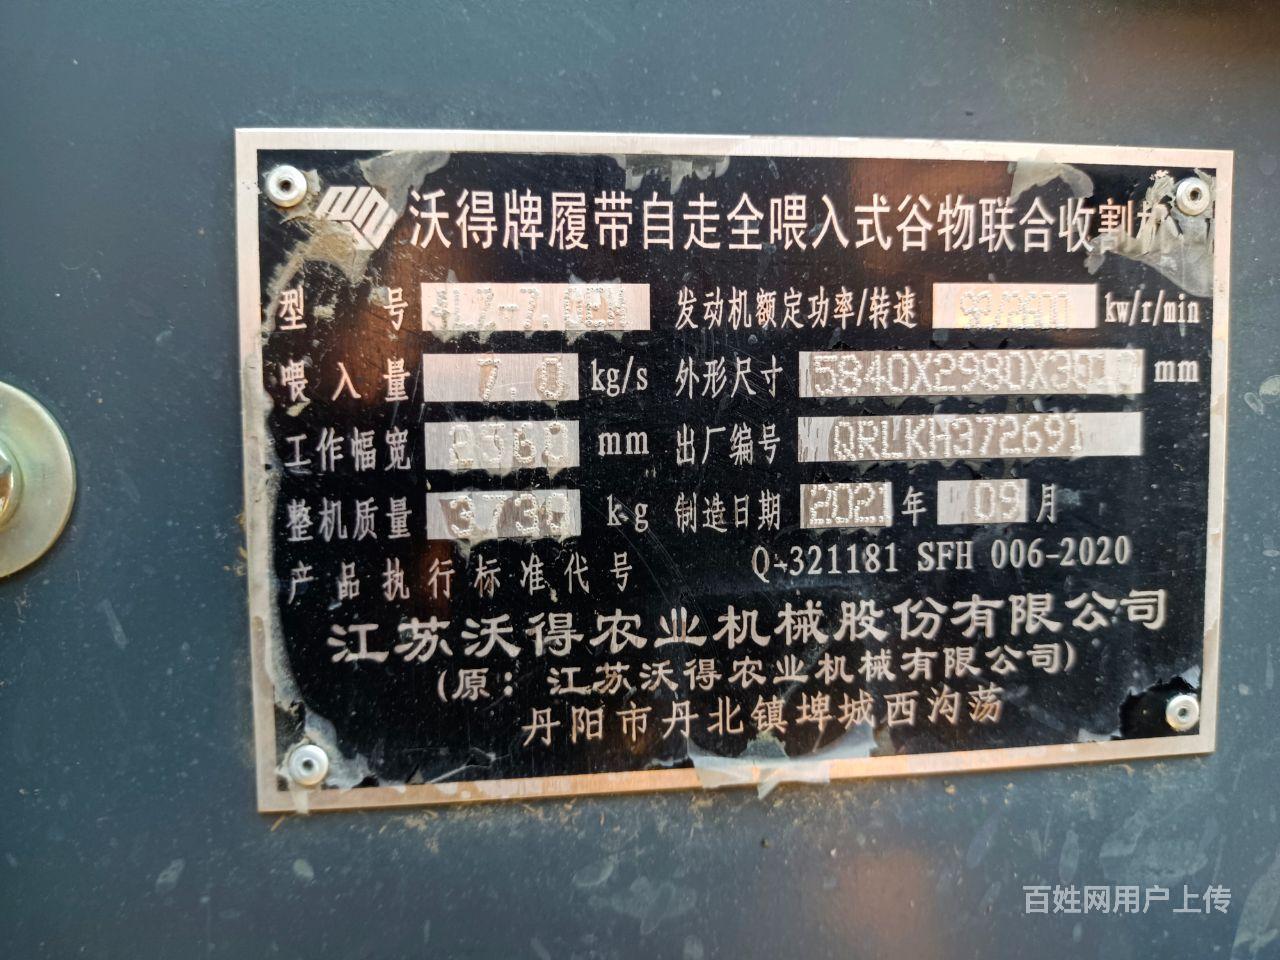 沃得牌履带自走全喂入式谷物联合收割
型号 4LZ-7.0EN 发动机额定功率/转速 kw/r/min
喂入量 7.0 kg/s 外形尺寸 5840X2980X3010 mm
工作幅宽 2360 mm 出厂编号 QRLKH372691
整机质量 3730 kg 制造日期 2021 年 09 月
产品执行标准代号 Q/321181 SFH 006-2020
江苏沃得农业机械股份有限公司
(原：江苏沃得农业机械有限公司)
丹阳市丹北镇埤城西沟荡
百姓网用户上传